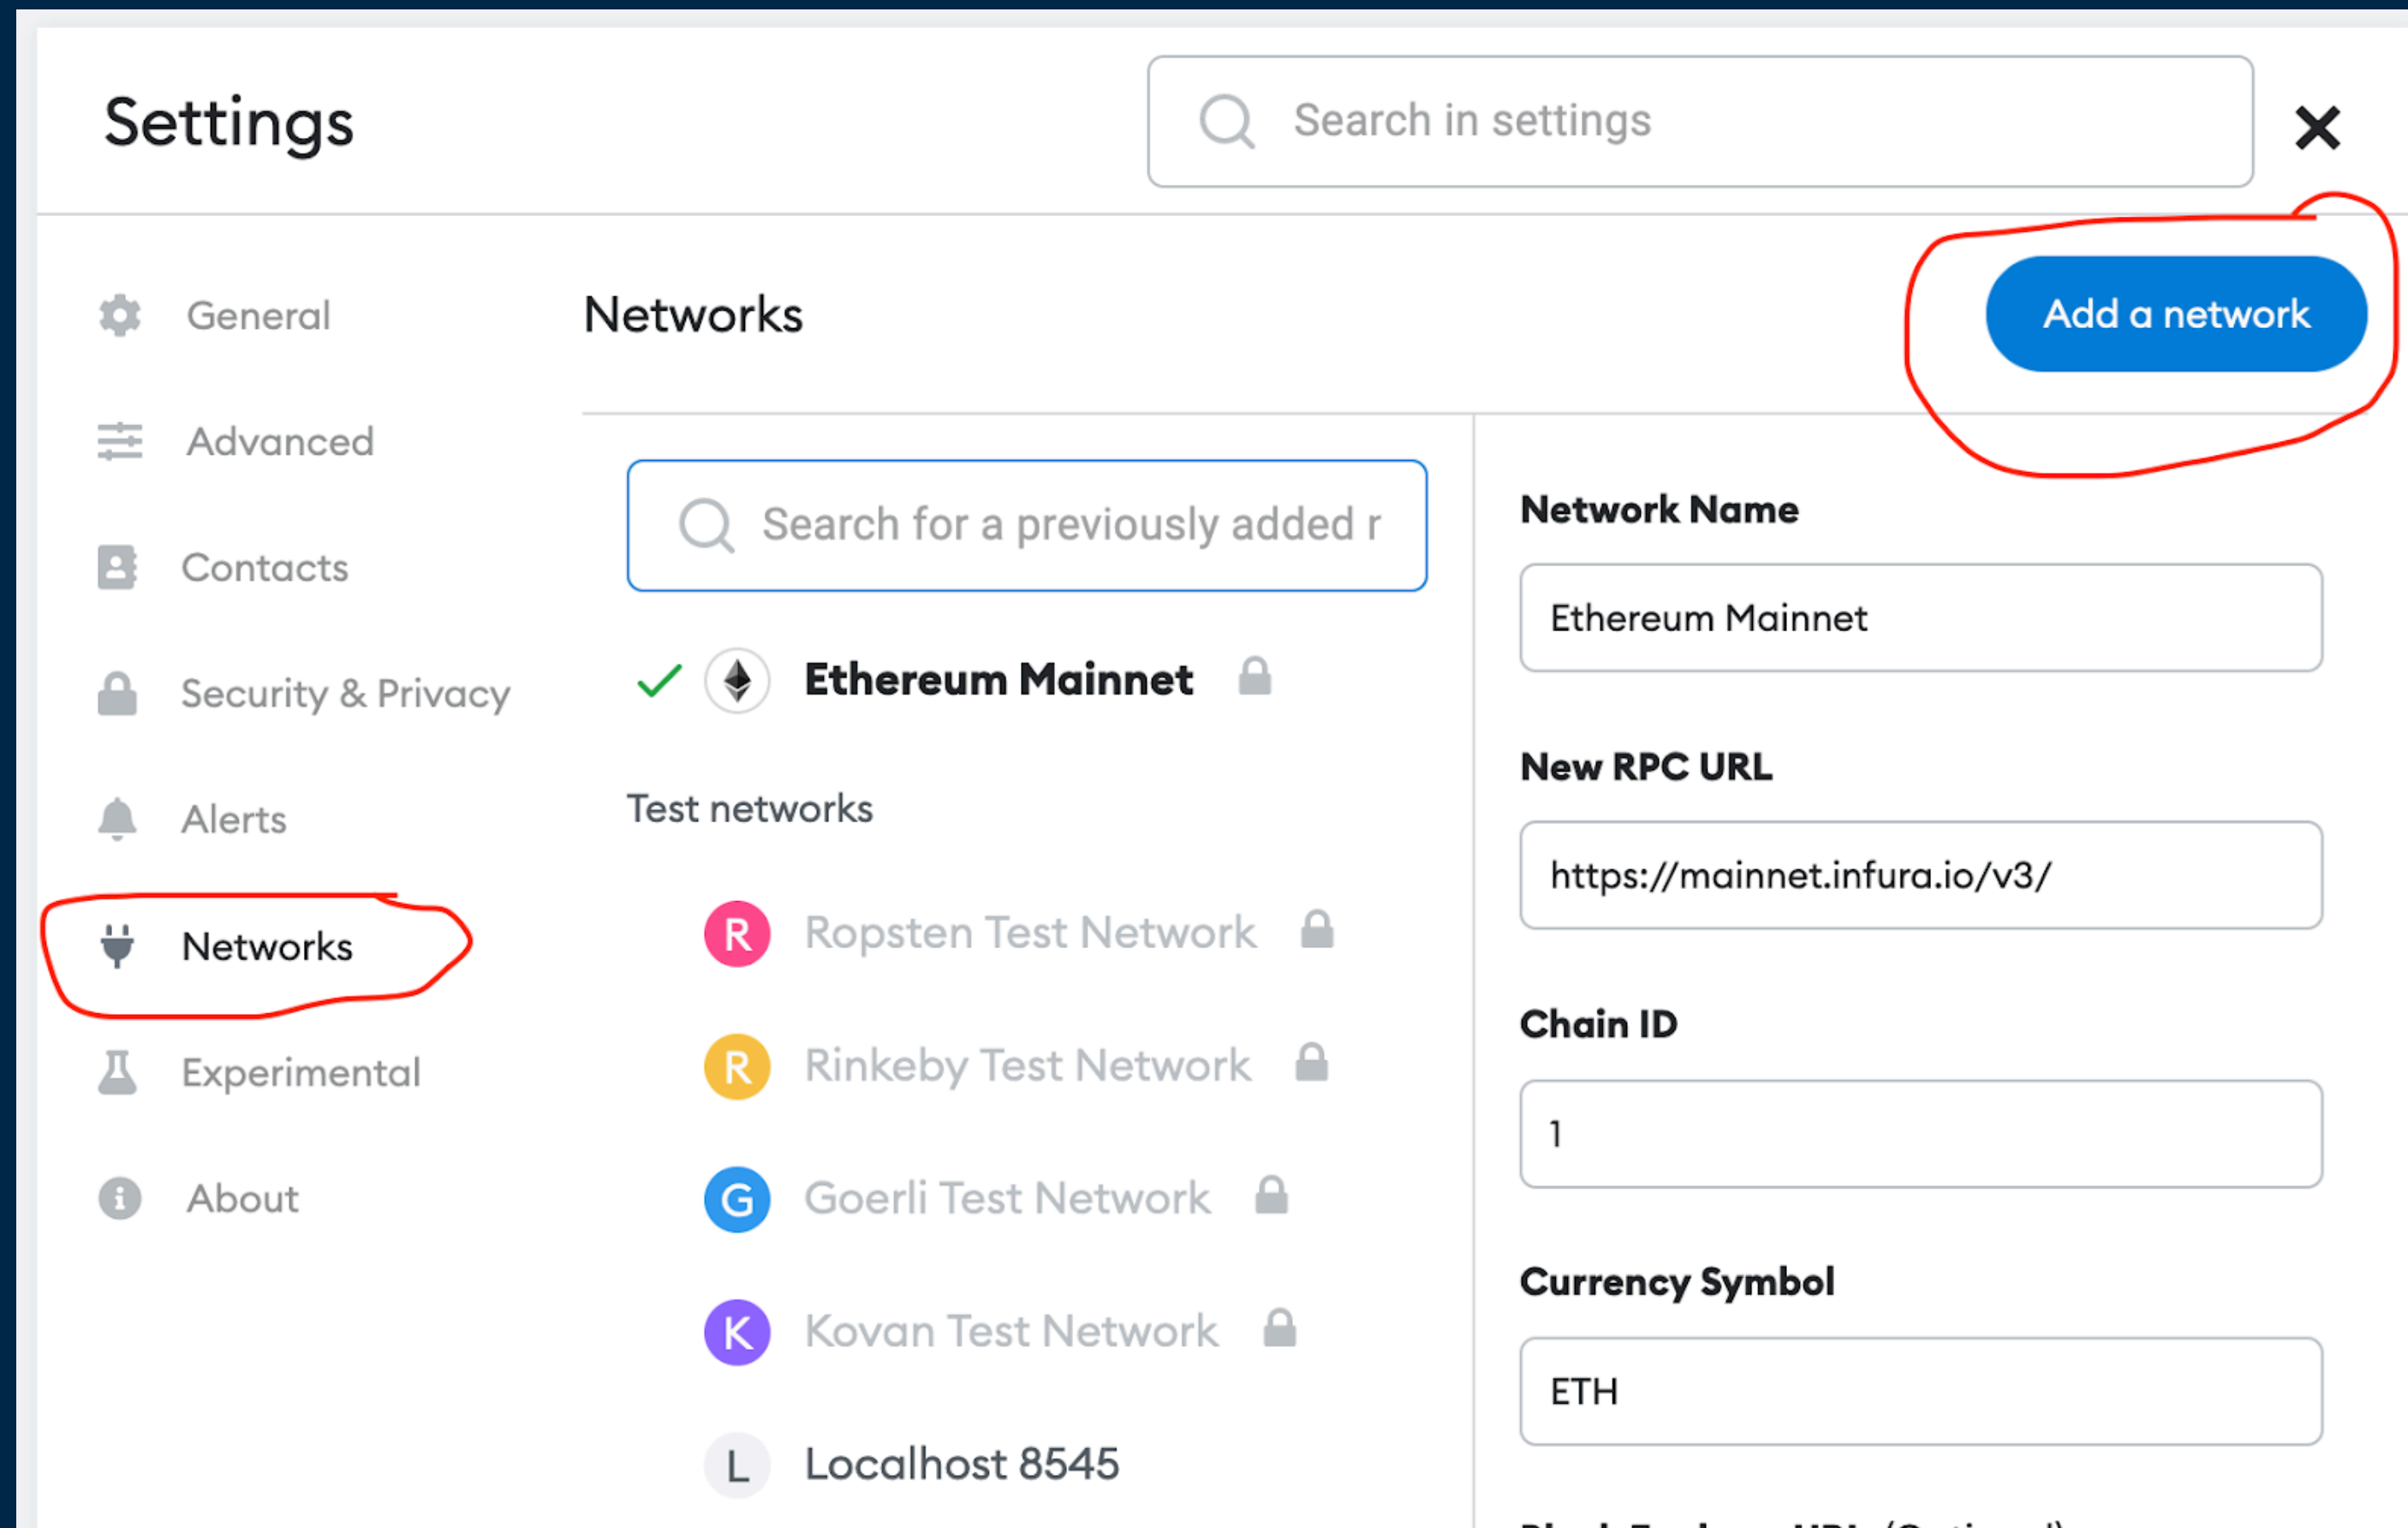 Settings
Search in settings
General
Advanced
Contacts
Security & Privacy
Alerts
Networks
Experimental
About
Networks
Add a network
Search for a previously added r
Ethereum Mainnet
Test networks
R Ropsten Test Network
R Rinkeby Test Network
G Goerli Test Network
K Kovan Test Network
L Localhost 8545
Network Name
Ethereum Mainnet
New RPC URL
https://mainnet.infura.io/v3/
Chain ID
1
Currency Symbol
ETH